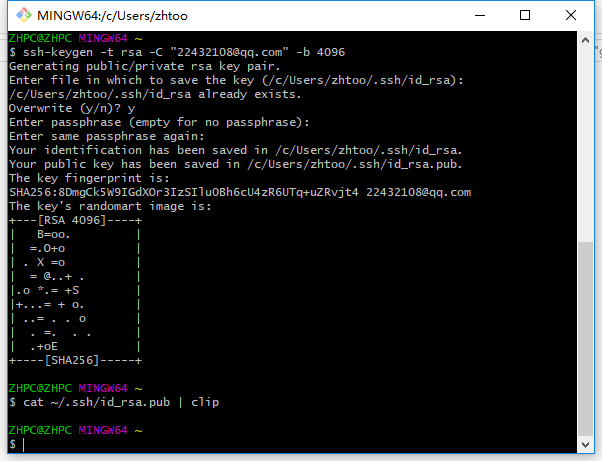 MINGW64:/c/Users/zhtoo
ZHPC@ZHPC MINGW64 ~
$ ssh-keygen -t rsa -C "22432108@qq.com" -b 4096
Generating public/private rsa key pair.
Enter file in which to save the key (/c/Users/zhtoo/.ssh/id_rsa):
/c/Users/zhtoo/.ssh/id_rsa already exists.
Overwrite (y/n)? y
Enter passphrase (empty for no passphrase):
Enter same passphrase again:
Your identification has been saved in /c/Users/zhtoo/.ssh/id_rsa.
Your public key has been saved in /c/Users/zhtoo/.ssh/id_rsa.pub.
The key fingerprint is:
SHA256:8DmgCk5W9IGdXOr3IzSIluOBh6cU4zR6UTq+uZRvjt4 22432108@qq.com
The key's randomart image is:
+---[RSA 4096]----+
|   B=oo.         |
|  =.O+o          |
| . X =o          |
|  = @..+ .       |
|.o *.= +S        |
|+...= + o.       |
| ..= . . o       |
|  . =.  . .      |
|  .+oE           |
+----[SHA256]-----+
ZHPC@ZHPC MINGW64 ~
$ cat ~/.ssh/id_rsa.pub | clip
ZHPC@ZHPC MINGW64 ~
$